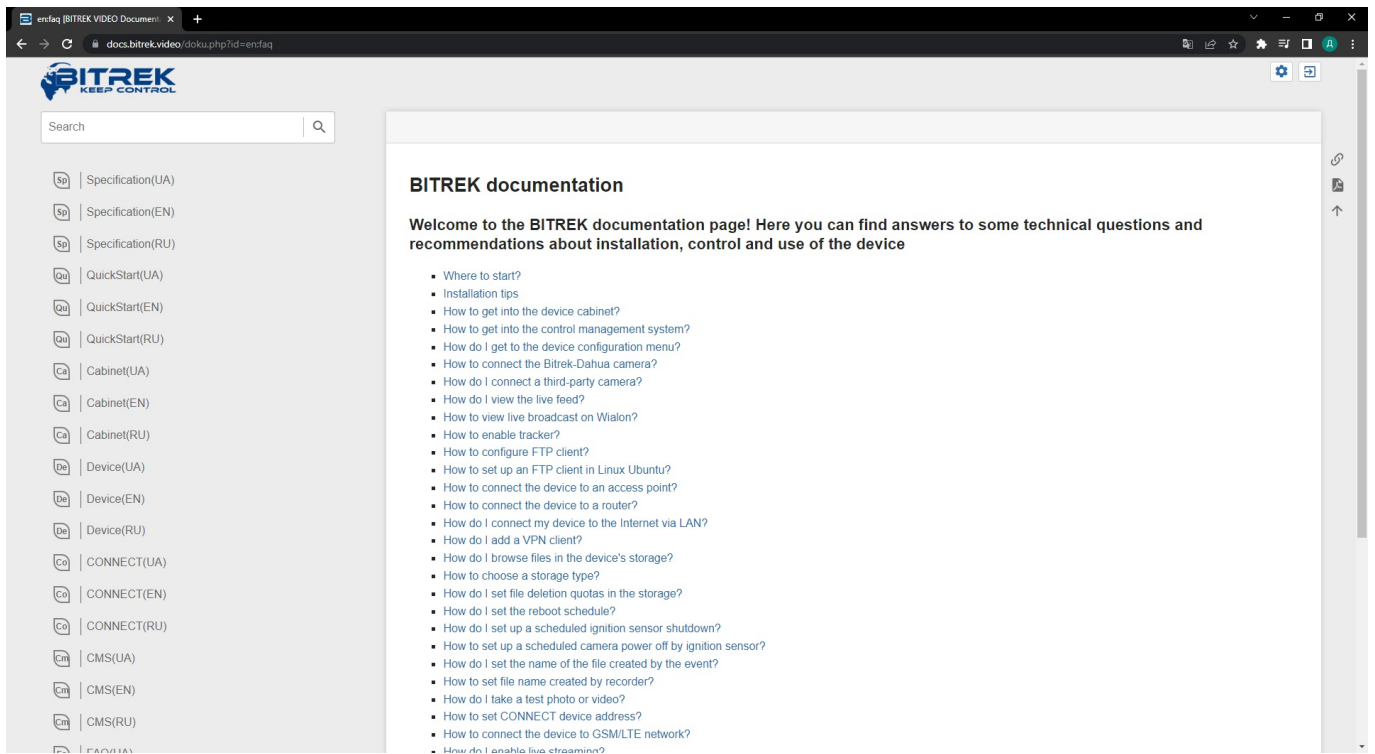 en:faq [BITREK VIDEO Document
docs.bitrek.video/doku.php?id=en:faq
Д
BITREK
KEEP CONTROL
Search
Sp Specification(UA)
Sp Specification(EN)
Sp Specification(RU)
Qu QuickStart(UA)
Qu QuickStart(EN)
Qu QuickStart(RU)
Ca Cabinet(UA)
Ca Cabinet(EN)
Ca Cabinet(RU)
De Device(UA)
De Device(EN)
De Device(RU)
Co CONNECT(UA)
Co CONNECT(EN)
Co CONNECT(RU)
Cm CMS(UA)
Cm CMS(EN)
Cm CMS(RU)
FAQ(UA)
BITREK documentation
Welcome to the BITREK documentation page! Here you can find answers to some technical questions and
recommendations about installation, control and use of the device
Where to start?
Installation tips
How to get into the device cabinet?
How to get into the control management system?
How do I get to the device configuration menu?
How to connect the Bitrek-Dahua camera?
How do I connect a third-party camera?
How do I view the live feed?
How to view live broadcast on Wialon?
How to enable tracker?
How to configure FTP client?
How to set up an FTP client in Linux Ubuntu?
How to connect the device to an access point?
How to connect the device to a router?
How do I connect my device to the Internet via LAN?
How do I add a VPN client?
How do I browse files in the device's storage?
How to choose a storage type?
How do I set file deletion quotas in the storage?
How do I set the reboot schedule?
How do I set up a scheduled ignition sensor shutdown?
How to set up a scheduled camera power off by ignition sensor?
How do I set the name of the file created by the event?
How to set file name created by recorder?
How do I take a test photo or video?
How to set CONNECT device address?
How to connect the device to GSM/LTE network?
How do I enable live streaming?